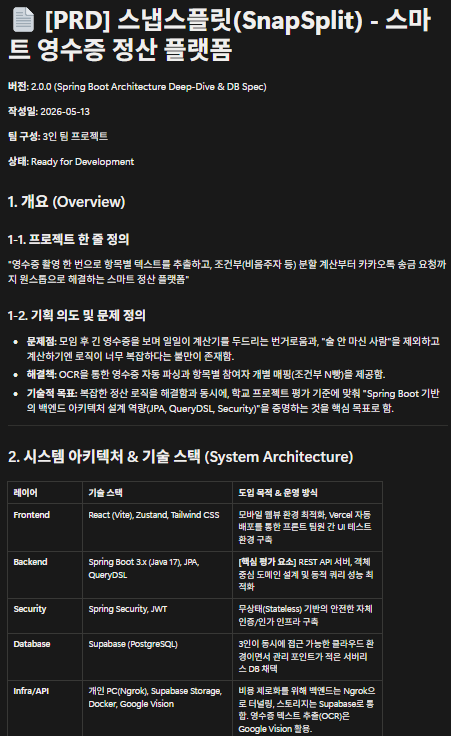 📄 [PRD] 스냅스플릿(SnapSplit) - 스마
트 영수증 정산 플랫폼
버전: 2.0.0 (Spring Boot Architecture Deep-Dive & DB Spec)
작성일: 2026-05-13
팀 구성: 3인 팀 프로젝트
상태: Ready for Development
1. 개요 (Overview)
1-1. 프로젝트 한 줄 정의
"영수증 촬영 한 번으로 항목별 텍스트를 추출하고, 조건부(비음주자 등) 분할 계산부터 카카오톡 송금 요청까
지 원스톱으로 해결하는 스마트 정산 플랫폼"
1-2. 기획 의도 및 문제 정의
• 문제점: 모임 후 긴 영수증을 보며 일일이 계산기를 두드리는 번거로움과, "술 안 마신 사람"을 제외하고
계산하기엔 로직이 너무 복잡하다는 불만이 존재함.
• 해결책: OCR을 통한 영수증 자동 파싱과 항목별 참여자 개별 매핑(조건부 N빵)을 제공함.
• 기술적 목표: 복잡한 정산 로직을 해결함과 동시에, 학교 프로젝트 평가 기준에 맞춰 "Spring Boot 기반
의 백엔드 아키텍처 설계 역량(JPA, QueryDSL, Security)"을 증명하는 것을 핵심 목표로 함.
2. 시스템 아키텍처 & 기술 스택 (System Architecture)
레이어 기술 스택 도입 목적 & 운영 방식
Frontend React (Vite), Zustand, Tailwind CSS 모바일 웹뷰 환경 최적화, Vercel 자동
배포를 통한 프론트 팀원 간 UI 테스트
환경 구축
Backend Spring Boot 3.x (Java 17), JPA, [핵심 평가 요소] REST API 서버, 객체
QueryDSL 중심 도메인 설계 및 동적 쿼리 성능 최
적화
Security Spring Security, JWT 무상태(Stateless) 기반의 안전한 자체
인증/인가 인프라 구축
Database Supabase (PostgreSQL) 3인이 동시에 접근 가능한 클라우드 환
경이면서 관리 포인트가 적은 서버리
스 DB 채택
Infra/API 개인 PC(Ngrok), Supabase Storage, 비용 제로화를 위해 백엔드는 Ngrok으
Docker, Google Vision 로 터널링, 스토리지는 Supabase로 통
합. 영수증 텍스트 추출(OCR)은
Google Vision 활용.